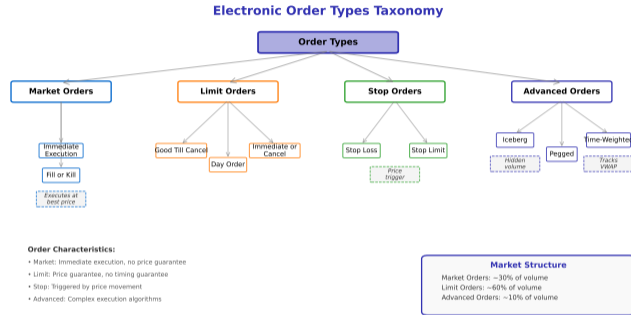 Electronic Order Types Taxonomy
Order Types
Market Orders
Limit Orders
Stop Orders
Advanced Orders
Immediate
Execution
Fill or Kill
Executes at
best price
Good Till Cancel
Day Order
Immediate or
Cancel
Stop Loss
Stop Limit
Price
trigger
Iceberg
Pegged
Time-Weighte
Hidden
volume
Tracks
VWAP
Order Characteristics:
• Market: Immediate execution, no price guarantee
• Limit: Price guarantee, no timing guarantee
• Stop: Triggered by price movement
• Advanced: Complex execution algorithms
Market Structure
Market Orders: ~30% of volume
Limit Orders: ~60% of volume
Advanced Orders: ~10% of volume